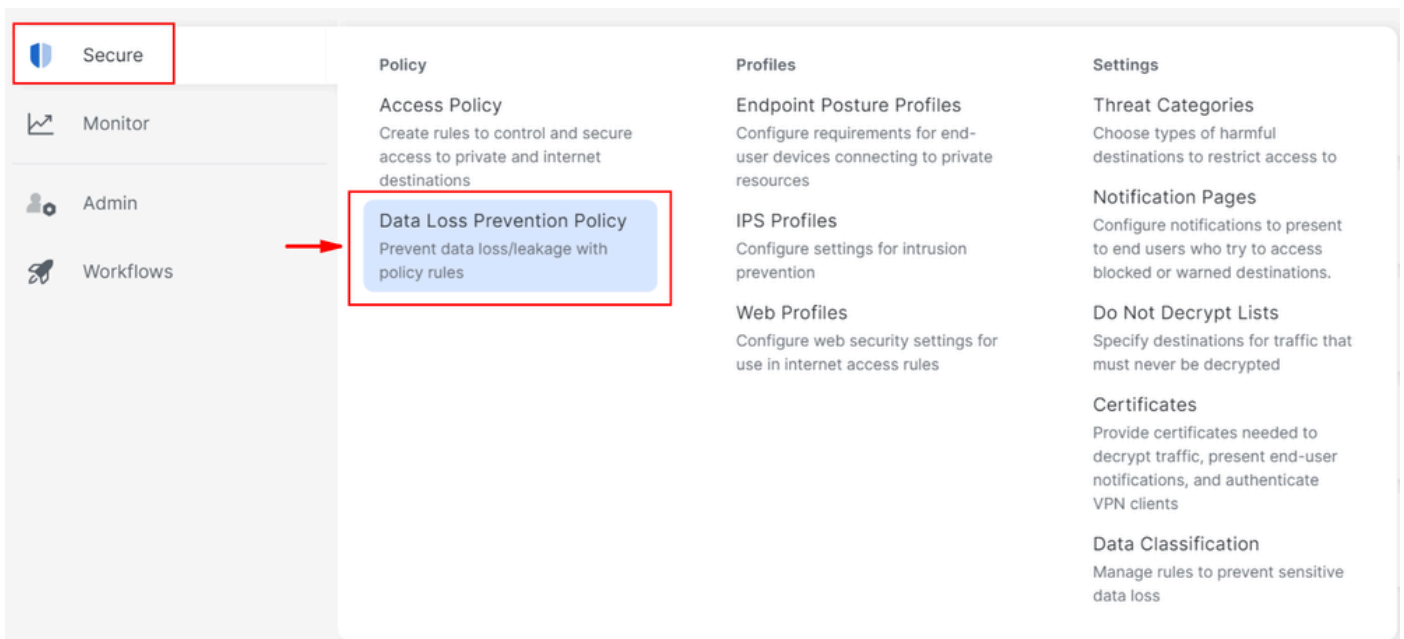 Secure
Monitor
Admin
Workflows
Policy
Access Policy
Create rules to control and secure
access to private and internet
destinations
Data Loss Prevention Policy
Prevent data loss/leakage with
policy rules
Profiles
Endpoint Posture Profiles
Configure requirements for end-
user devices connecting to private
resources
IPS Profiles
Configure settings for intrusion
prevention
Web Profiles
Configure web security settings for
use in internet access rules
Settings
Threat Categories
Choose types of harmful
destinations to restrict access to
Notification Pages
Configure notifications to present
to end users who try to access
blocked or warned destinations.
Do Not Decrypt Lists
Specify destinations for traffic that
must never be decrypted
Certificates
Provide certificates needed to
decrypt traffic, present end-user
notifications, and authenticate
VPN clients
Data Classification
Manage rules to prevent sensitive
data loss